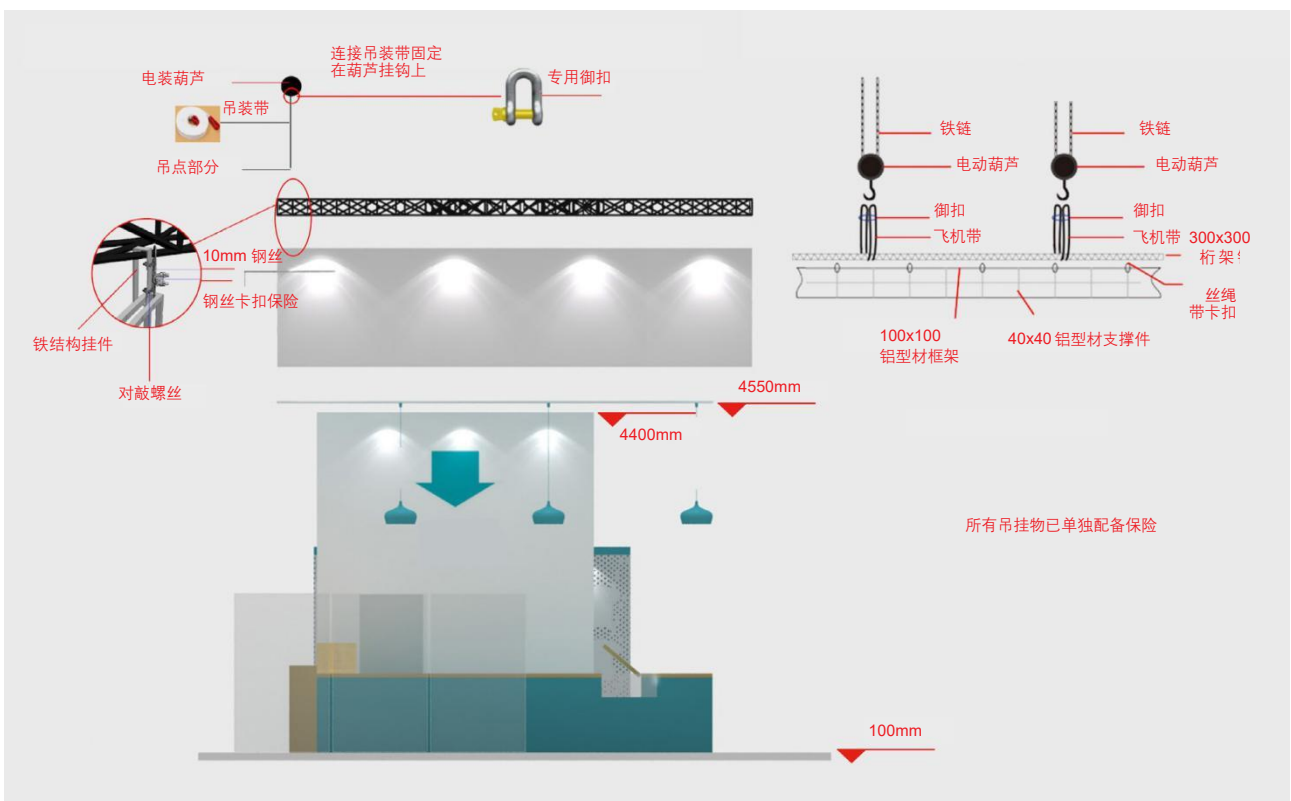 连接吊装带固定
在葫芦挂钩上
电装葫芦
专用御扣
吊装带
吊点部分
铁链
铁链
电动葫芦
电动葫芦
御扣
御扣
飞机带
飞机带
300x300
桁架
10mm 钢丝
钢丝卡扣保险
铁结构挂件
对敲螺丝
丝绳
带卡扣
100x100
铝型材框架
40x40 铝型材支撑件
4550mm
4400mm
所有吊挂物已单独配备保险
100mm